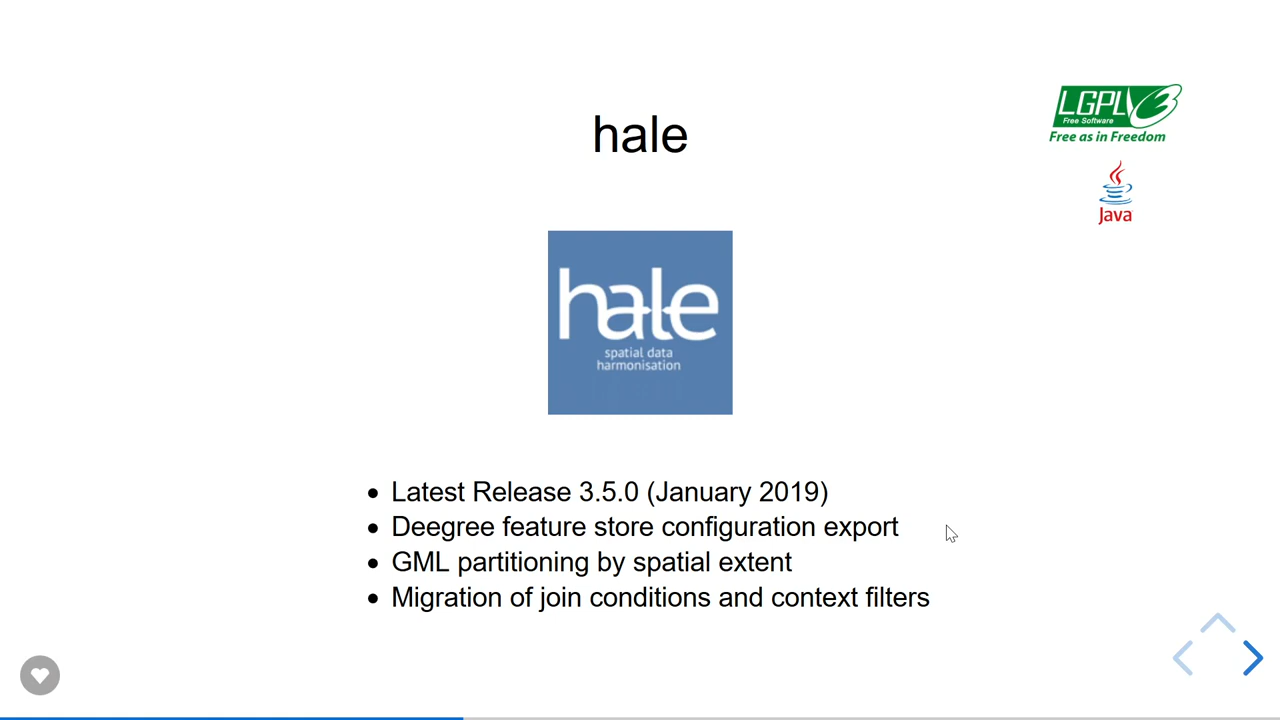 hale
LGPLv3
Free Software
Free as in Freedom
Java
hale
spatial data
harmonisation
Latest Release 3.5.0 (January 2019)
Deegree feature store configuration export
GML partitioning by spatial extent
Migration of join conditions and context filters